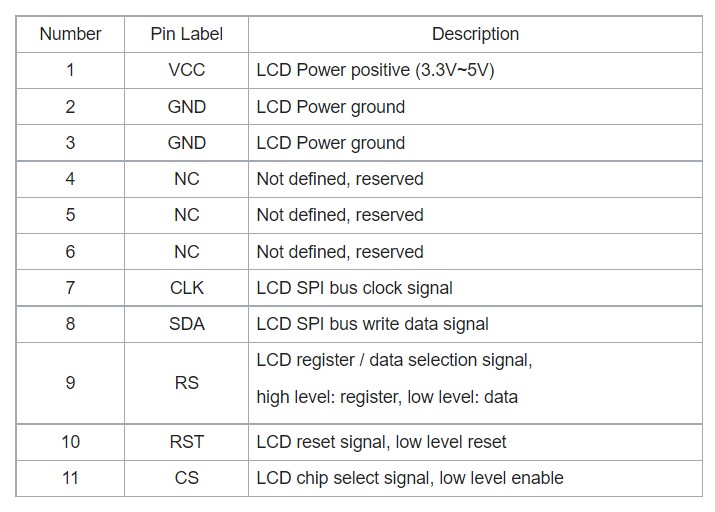 Number Pin Label Description
1 VCC LCD Power positive (3.3V~5V)
2 GND LCD Power ground
3 GND LCD Power ground
4 NC Not defined, reserved
5 NC Not defined, reserved
6 NC Not defined, reserved
7 CLK LCD SPI bus clock signal
8 SDA LCD SPI bus write data signal
9 RS LCD register / data selection signal,
high level: register, low level: data
10 RST LCD reset signal, low level reset
11 CS LCD chip select signal, low level enable